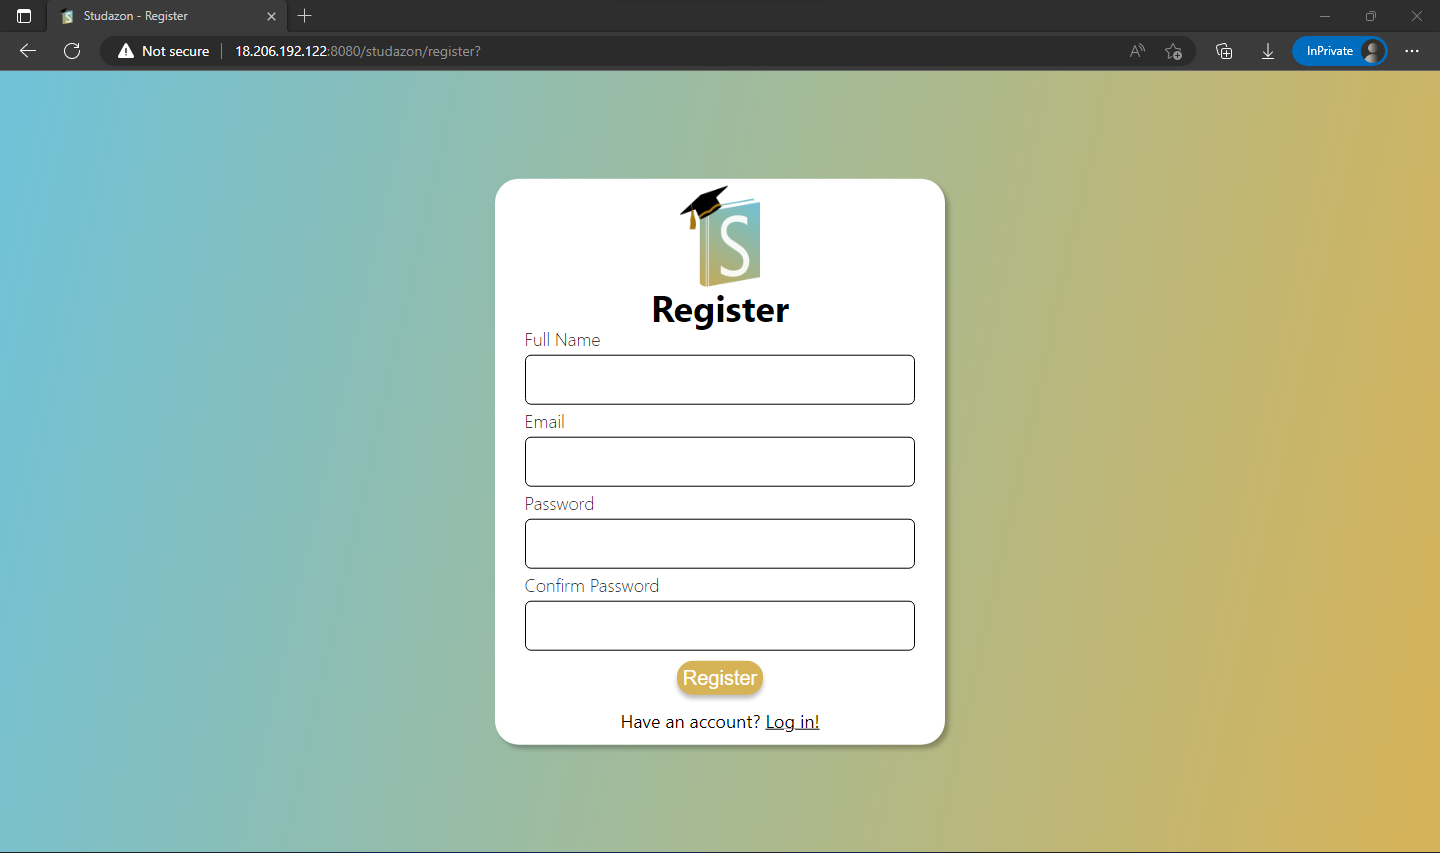 Studazon - Register
Not secure
18.206.192.122:8080/studazon/register?
InPrivate
S
Register
Full Name
Email
Password
Confirm Password
Register
Have an account? Log in!